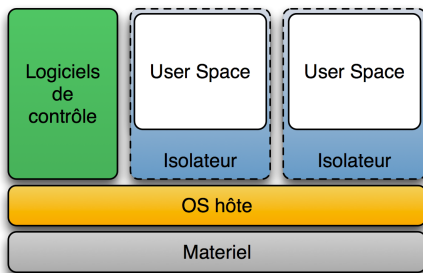 Logiciels
de
contrôle
User Space
User Space
Isolateur
Isolateur
OS hôte
Materiel